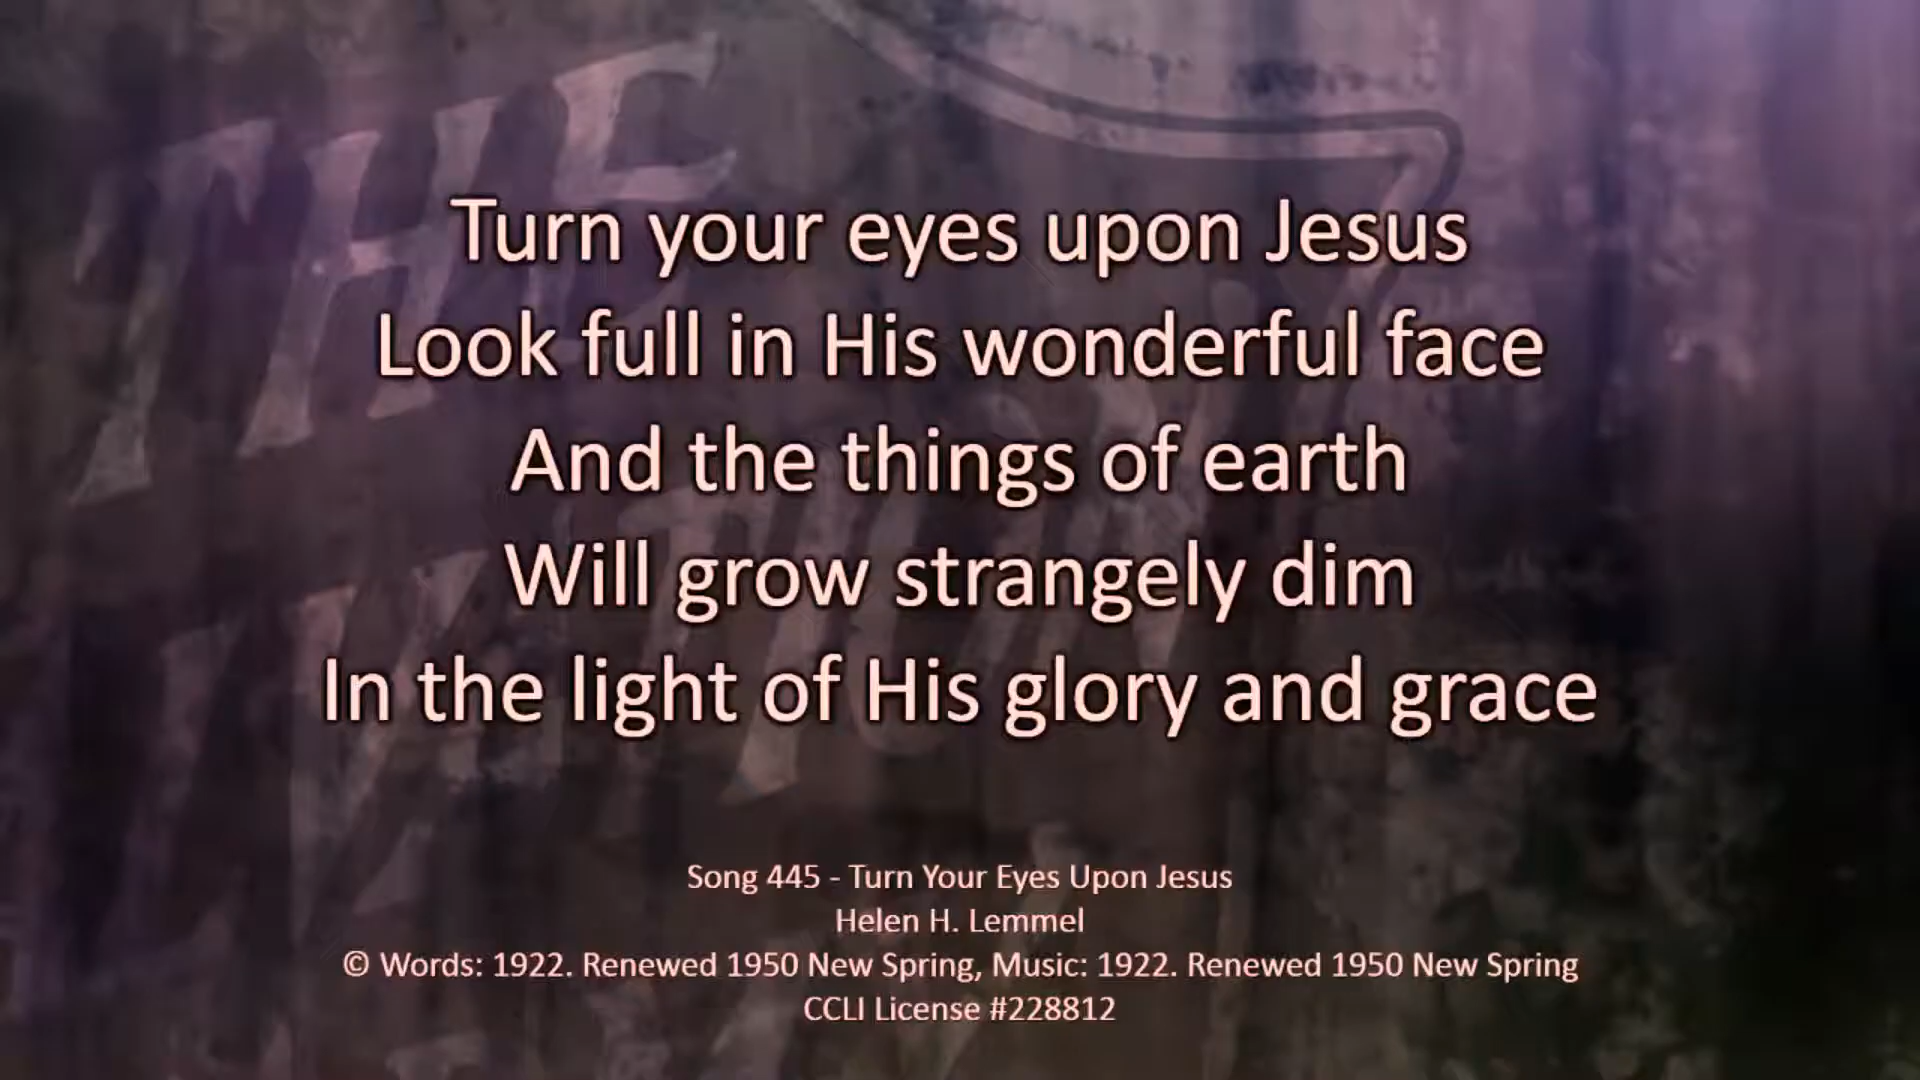 THE
Turn your eyes upon Jesus
Look full in His wonderful face
And the things of earth
Will grow strangely dim
In the light of His glory and grace
Song 445 - Turn Your Eyes Upon Jesus
Helen H. Lemmel
© Words: 1922. Renewed 1950 New Spring, Music: 1922. Renewed 1950 New Spring
CCLI License #228812